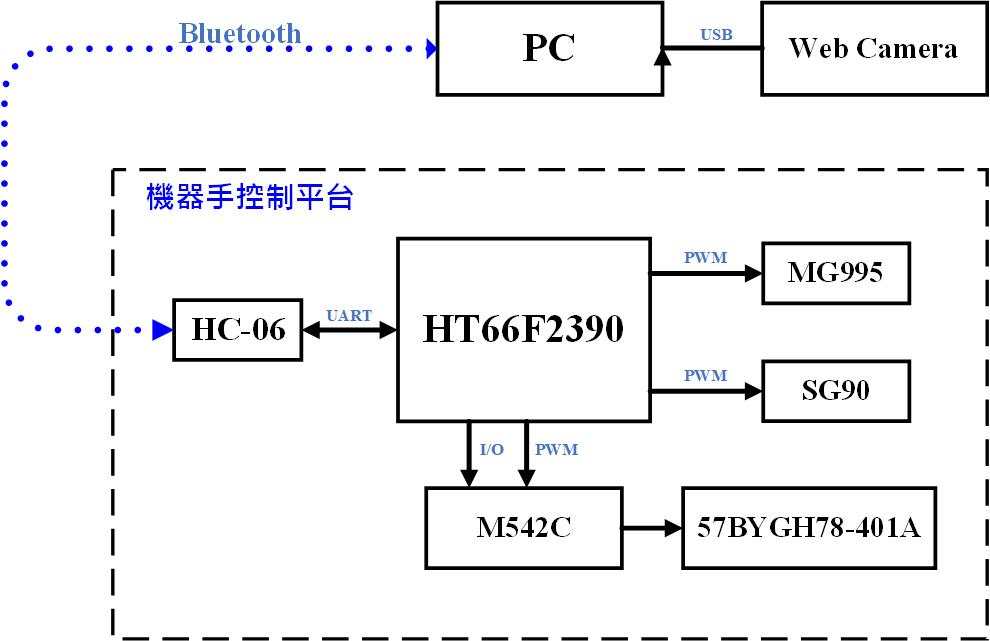 Bluetooth
PC
USB
Web Camera
機器手控制平台
HC-06
UART
HT66F2390
PWM
MG995
PWM
SG90
I/O
PWM
M542C
57BYGH78-401A